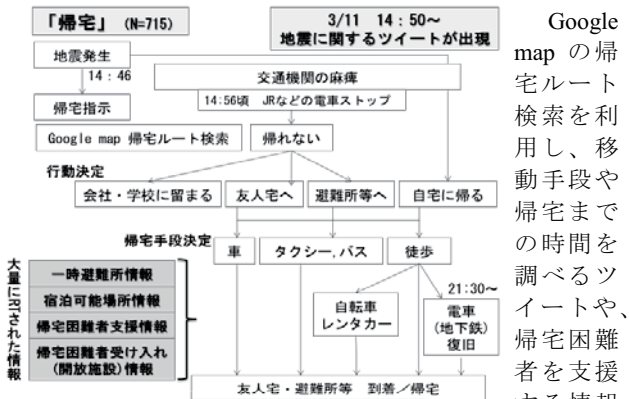 「帰宅」 (N=715)
3/11 14：50～
地震に関するツイートが出現
地震発生
14：46
帰宅指示
交通機関の麻痺
14:56頃 JRなどの電車ストップ
Google map 帰宅ルート検索
帰れない
行動決定
会社・学校に留まる
友人宅へ
避難所等へ
自宅に帰る
帰宅手段決定
車
タクシー，バス
徒歩
大量にRTされた情報
一時避難所情報
宿泊可能場所情報
帰宅困難者支援情報
帰宅困難者受け入れ
(開放施設)情報
自転車
レンタカー
21:30～
電車
(地下鉄)
復旧
友人宅・避難所等 到着／帰宅
Google
map の帰
宅ルート
検索を利
用し、移
動手段や
帰宅まで
の時間を
調べるツ
イートや、
帰宅困難
者を支援
する情報